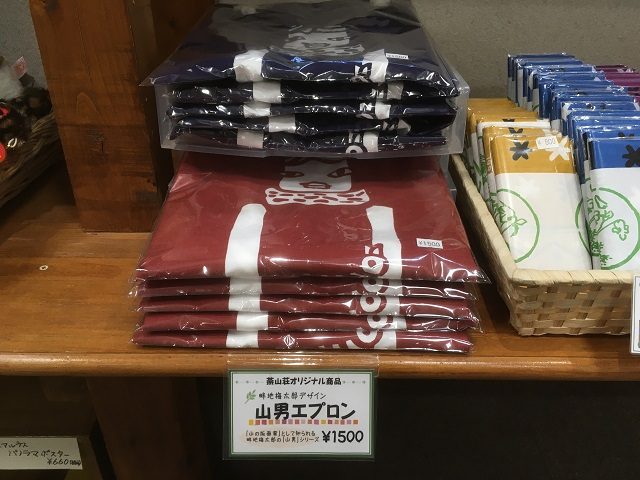 ¥1500
¥1500
¥800
葉山荘オリジナル商品
畦地梅太郎デザイン
山男エプロン
「山の版画家」として知られる
畦地梅太郎の「山男」シリーズ
¥1500
パノラマポスター
¥660